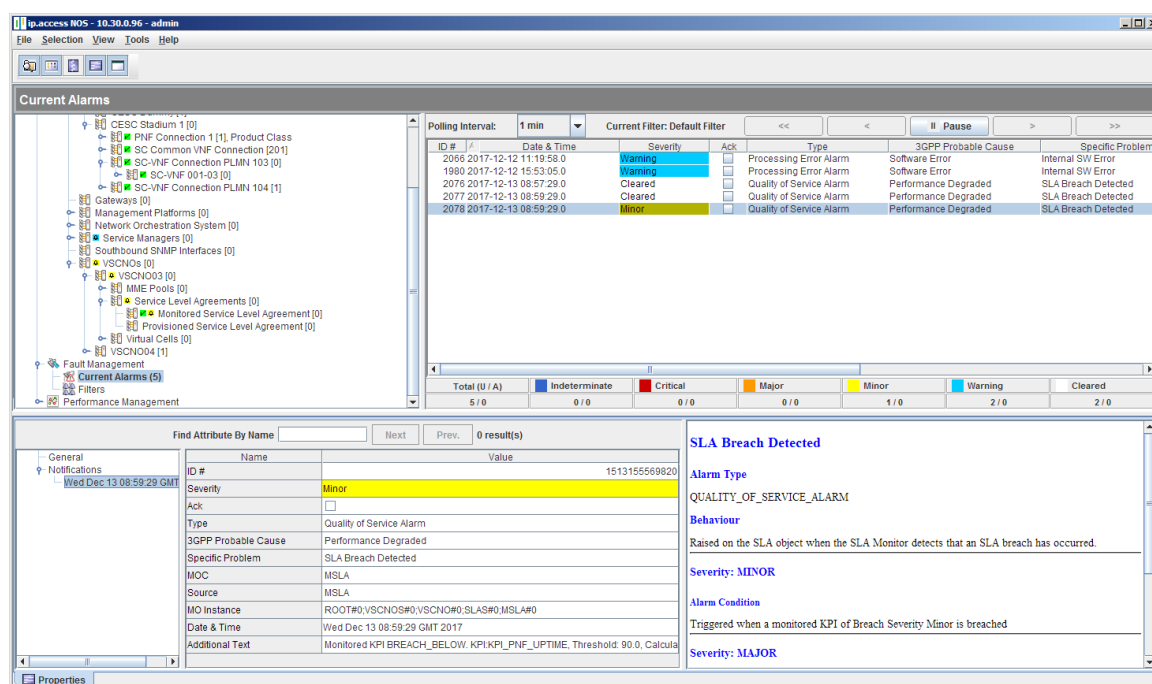 ip.access NOS - 10.30.0.96 - admin
File Selection View Tools Help
Current Alarms
CESC Stadium 1 [0]
PNF Connection 1 [1], Product Class
SC Common VNF Connection [201]
SC-VNF Connection PLMN 103 [0]
SC-VNF 001-03 [0]
SC-VNF Connection PLMN 104 [1]
Gateways [0]
Management Platforms [0]
Network Orchestration System [0]
Service Managers [0]
Southbound SNMP Interfaces [0]
VSCNOs [0]
VSCNO03 [0]
MME Pools [0]
Service Level Agreements [0]
Monitored Service Level Agreement [0]
Provisioned Service Level Agreement [0]
Virtual Cells [0]
VSCNO04 [1]
Fault Management
Current Alarms (5)
Filters
Performance Management
Polling Interval: 1 min Current Filter: Default Filter << < Pause > >>
ID # Date & Time Severity Ack Type 3GPP Probable Cause Specific Problem
2066 2017-12-12 11:19:58.0 Warning Processing Error Alarm Software Error Internal SW Error
1980 2017-12-12 15:53:05.0 Warning Processing Error Alarm Software Error Internal SW Error
2076 2017-12-13 08:57:29.0 Cleared Quality of Service Alarm Performance Degraded SLA Breach Detected
2077 2017-12-13 08:59:29.0 Cleared Quality of Service Alarm Performance Degraded SLA Breach Detected
2078 2017-12-13 08:59:29.0 Minor Quality of Service Alarm Performance Degraded SLA Breach Detected
Total (U / A) Indeterminate Critical Major Minor Warning Cleared
5 / 0 0 / 0 0 / 0 0 / 0 1 / 0 2 / 0 2 / 0
Find Attribute By Name Next Prev. 0 result(s)
General
Notifications
Wed Dec 13 08:59:29 GMT
Name Value
ID # 1513155569820
Severity Minor
Ack
Type Quality of Service Alarm
3GPP Probable Cause Performance Degraded
Specific Problem SLA Breach Detected
MOC MSLA
Source MSLA
MO Instance ROOT#0;VSCNOS#0;VSCNO#0;SLAS#0;MSLA#0
Date & Time Wed Dec 13 08:59:29 GMT 2017
Additional Text Monitored KPI BREACH_BELOW. KPI:KPI_PNF_UPTIME, Threshold: 90.0, Calcula
SLA Breach Detected
Alarm Type
QUALITY_OF_SERVICE_ALARM
Behaviour
Raised on the SLA object when the SLA Monitor detects that an SLA breach has occurred.
Severity: MINOR
Alarm Condition
Triggered when a monitored KPI of Breach Severity Minor is breached
Severity: MAJOR
Properties